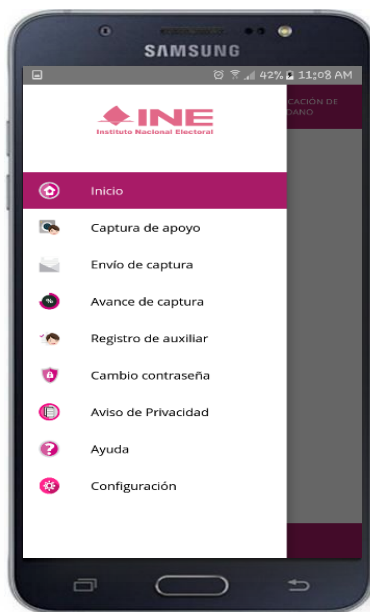 SAMSUNG
42% 11:08 AM
CACIÓN DE
DANO
INE
Instituto Nacional Electoral
Inicio
Captura de apoyo
Envío de captura
%
Avance de captura
Registro de auxiliar
Cambio contraseña
Aviso de Privacidad
?
Ayuda
Configuración